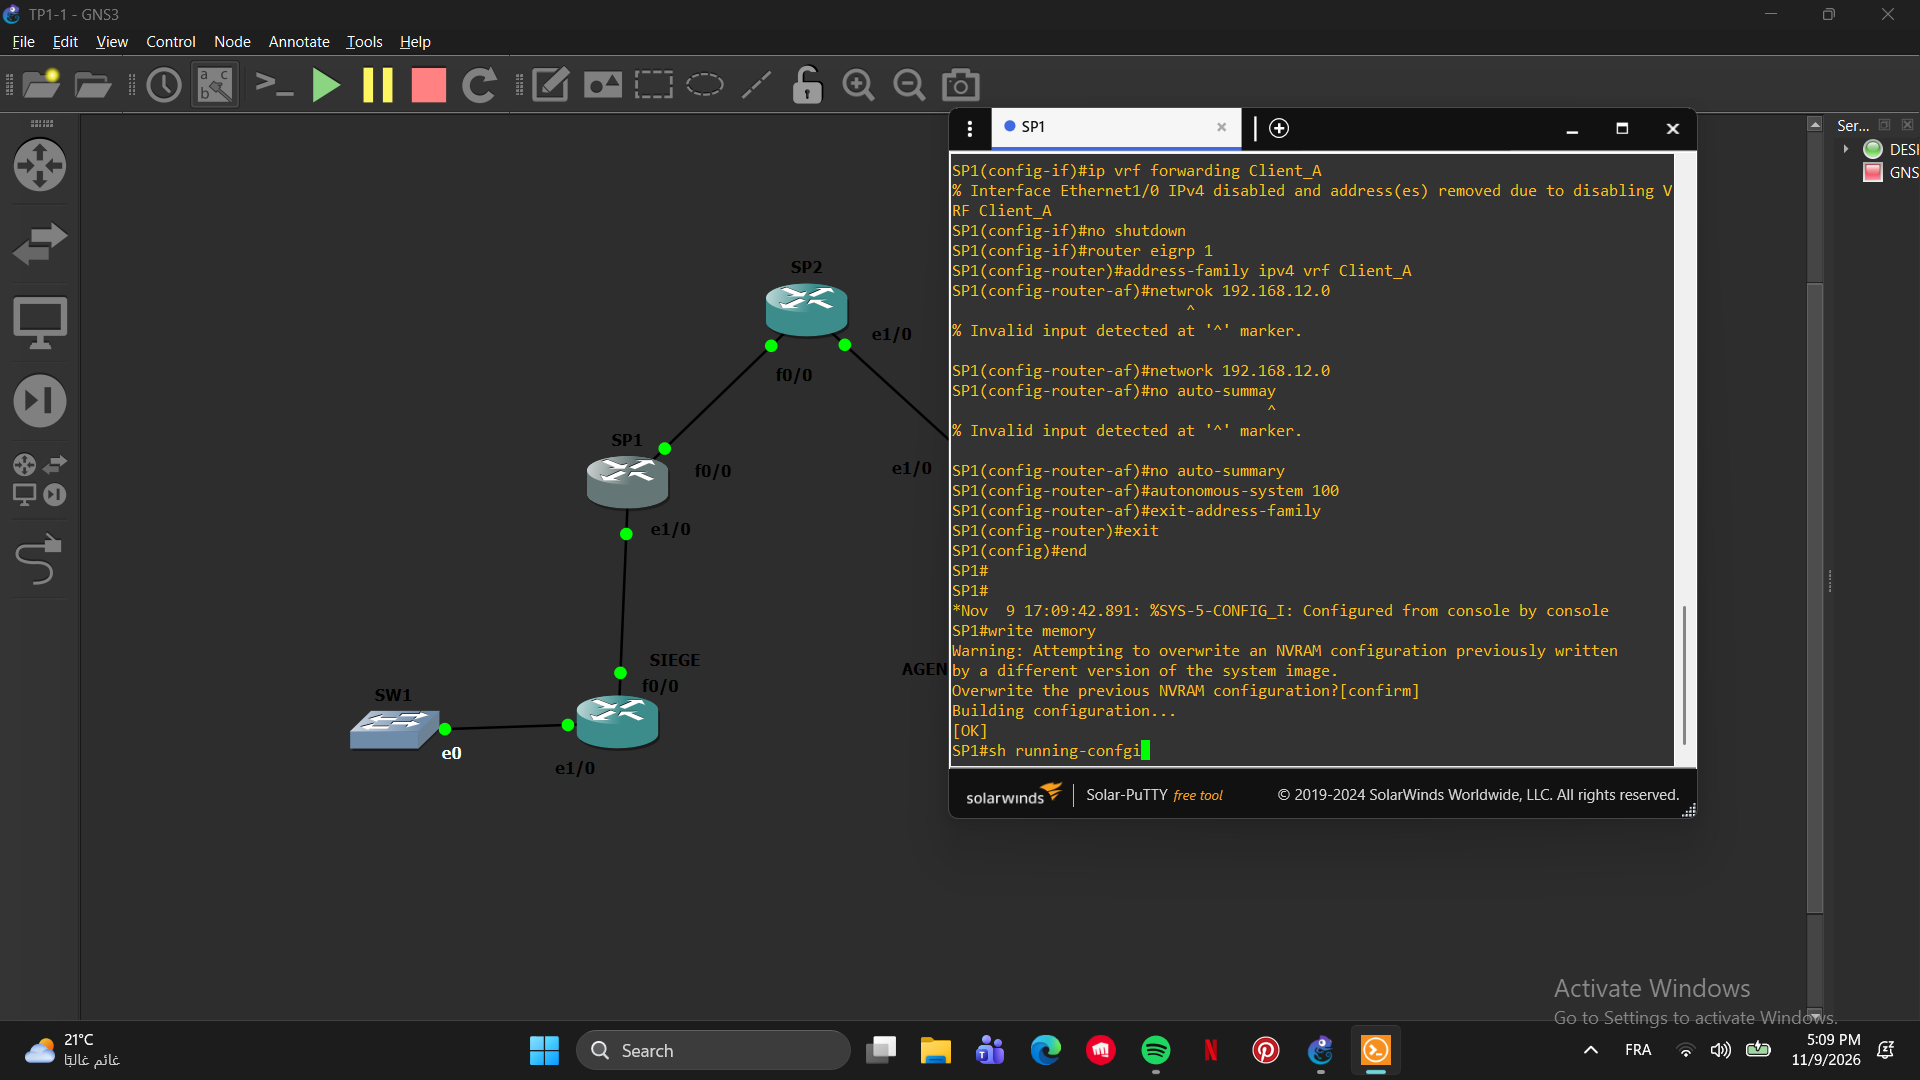 TP1-1 - GNS3
File Edit View Control Node Annotate Tools Help
a c
b
SP1
Ser...
DESI
GNS
SP1(config-if)#ip vrf forwarding Client_A
% Interface Ethernet1/0 IPv4 disabled and address(es) removed due to disabling V
RF Client_A
SP1(config-if)#no shutdown
SP1(config-if)#router eigrp 1
SP1(config-router)#address-family ipv4 vrf Client_A
SP1(config-router-af)#netwrok 192.168.12.0
^
% Invalid input detected at '^' marker.
SP1(config-router-af)#network 192.168.12.0
SP1(config-router-af)#no auto-summay
^
% Invalid input detected at '^' marker.
SP1(config-router-af)#no auto-summary
SP1(config-router-af)#autonomous-system 100
SP1(config-router-af)#exit-address-family
SP1(config-router)#exit
SP1(config)#end
SP1#
SP1#
*Nov  9 17:09:42.891: %SYS-5-CONFIG_I: Configured from console by console
SP1#write memory
Warning: Attempting to overwrite an NVRAM configuration previously written
by a different version of the system image.
Overwrite the previous NVRAM configuration?[confirm]
Building configuration...
[OK]
SP1#sh running-confgi
solarwinds Solar-PuTTY free tool © 2019-2024 SolarWinds Worldwide, LLC. All rights reserved.
SP2
e1/0
f0/0
SP1
f0/0
e1/0
e1/0
SIEGE
f0/0
AGEN
SW1
e0
e1/0
Activate Windows
Go to Settings to activate Windows.
21°C
غائم غالبًا
Search
FRA
5:09 PM
11/9/2026